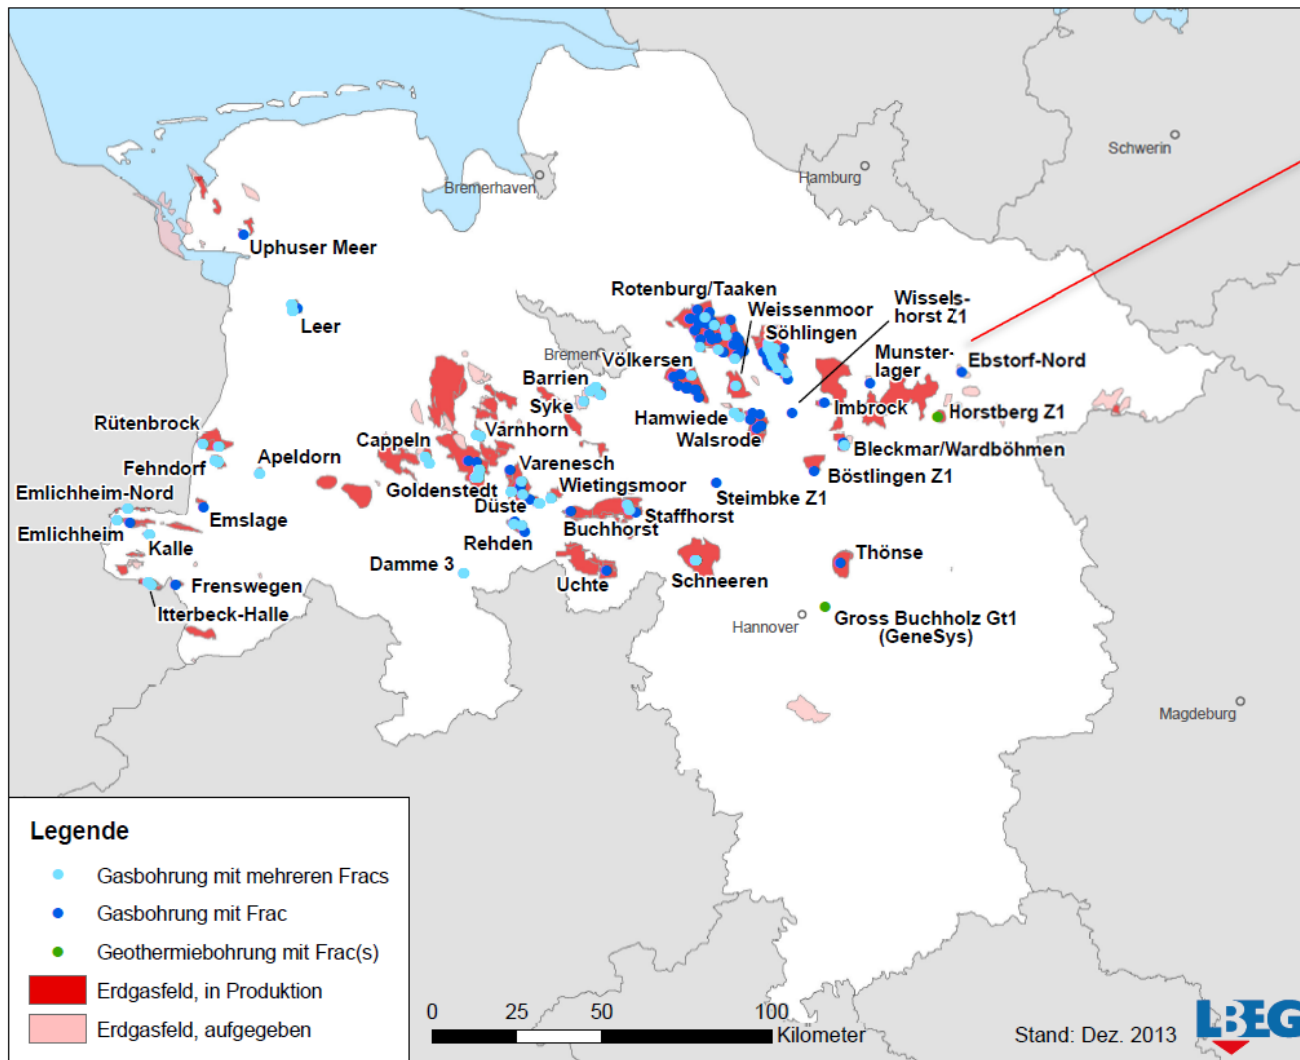 Schwerin
Hamburg
Bremerhaven
Uphuser Meer
Leer
Rotenburg/Taaken
Weissenmoor
Wissels-
horst Z1
Söhlingen
Bremen
Völkersen
Munster-
lager
Ebstorf-Nord
Barrien
Syke
Hamwiede
Imbrock
Horstberg Z1
Walsrode
Rütenbrock
Cappeln
Varnhorn
Bleckmar/Wardböhmen
Fehndorf
Apeldorn
Varenesch
Böstlingen Z1
Emlichheim-Nord
Goldenstedt
Wietingsmoor
Steimbke Z1
Düste
Emslage
Staffhorst
Buchhorst
Emlichheim
Kalle
Rehden
Damme 3
Uchte
Schneeren
Thönse
Frenswegen
Itterbeck-Halle
Hannover
Gross Buchholz Gt1
(GeneSys)
Magdeburg
Legende
Gasbohrung mit mehreren Fracs
Gasbohrung mit Frac
Geothermiebohrung mit Frac(s)
Erdgasfeld, in Produktion
Erdgasfeld, aufgegeben
0 25 50 100
Kilometer
Stand: Dez. 2013
LBEG